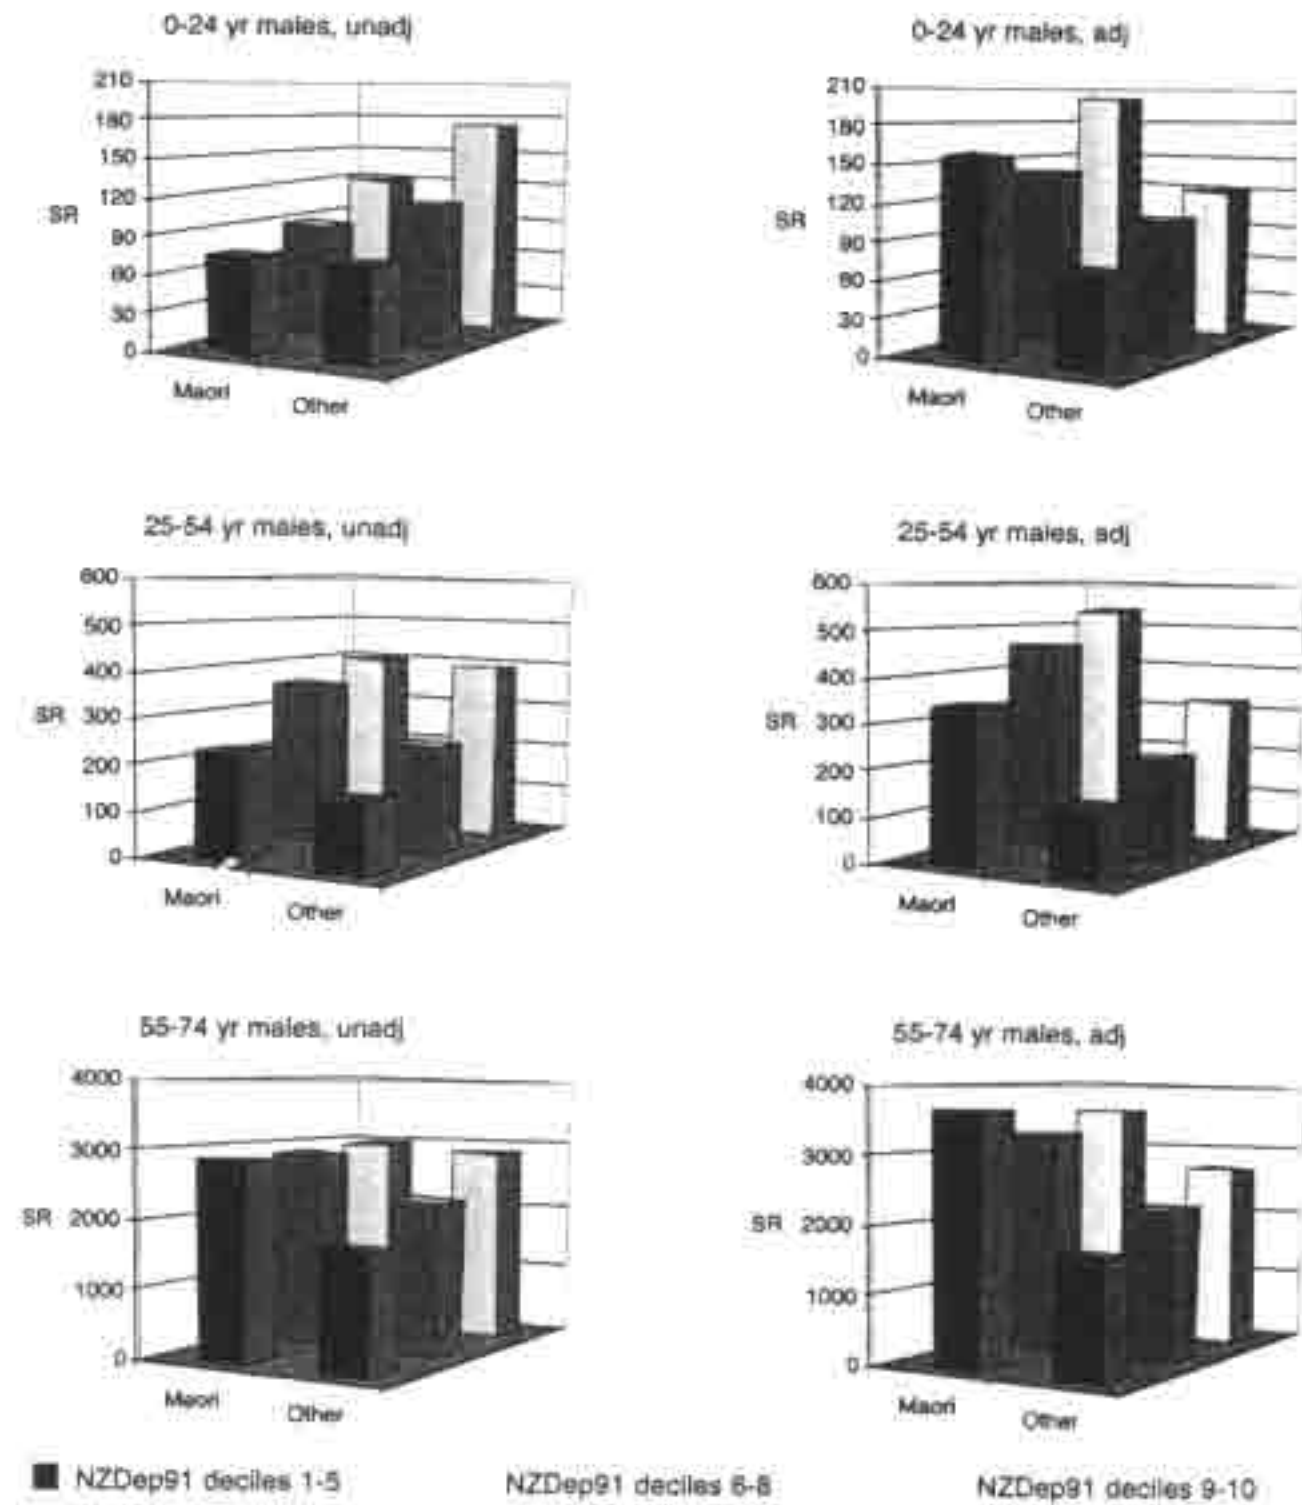 0-24 yr males, unadj
210
180
150
120
SR
90
60
30
0
Maori
Other
0-24 yr males, adj
210
180
150
120
SR
90
60
30
0
Maori
Other
25-54 yr males, unadj
600
500
400
SR
300
200
100
0
Maori
Other
25-54 yr males, adj
600
500
400
SR
300
200
100
0
Maori
Other
55-74 yr males, unadj
4000
3000
SR
2000
1000
0
Maori
Other
55-74 yr males, adj
4000
3000
SR
2000
1000
0
Maori
Other
NZDep91 deciles 1-5
NZDep91 deciles 6-8
NZDep91 deciles 9-10